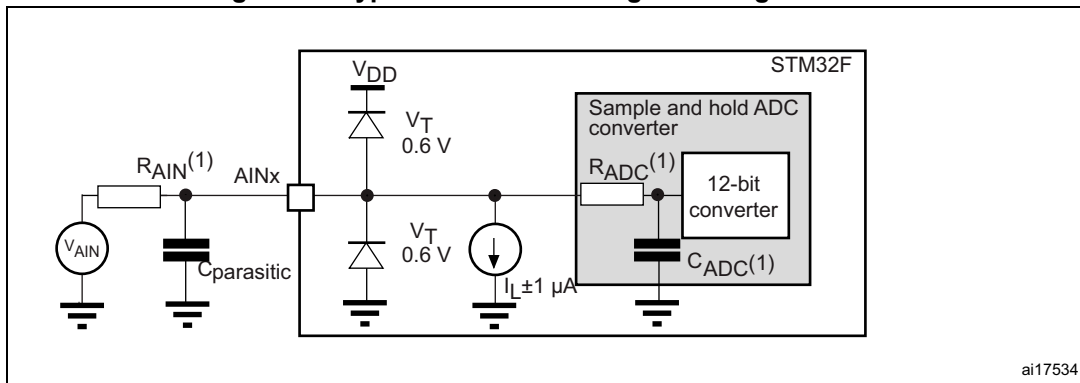 STM32F
VDD
Sample and hold ADC
converter
VT
0.6 V
RAIN(1)
AINx
RADC(1)
12-bit
converter
VAIN
Cparasitic
VT
0.6 V
IL±1 µA
CADC(1)
ai17534